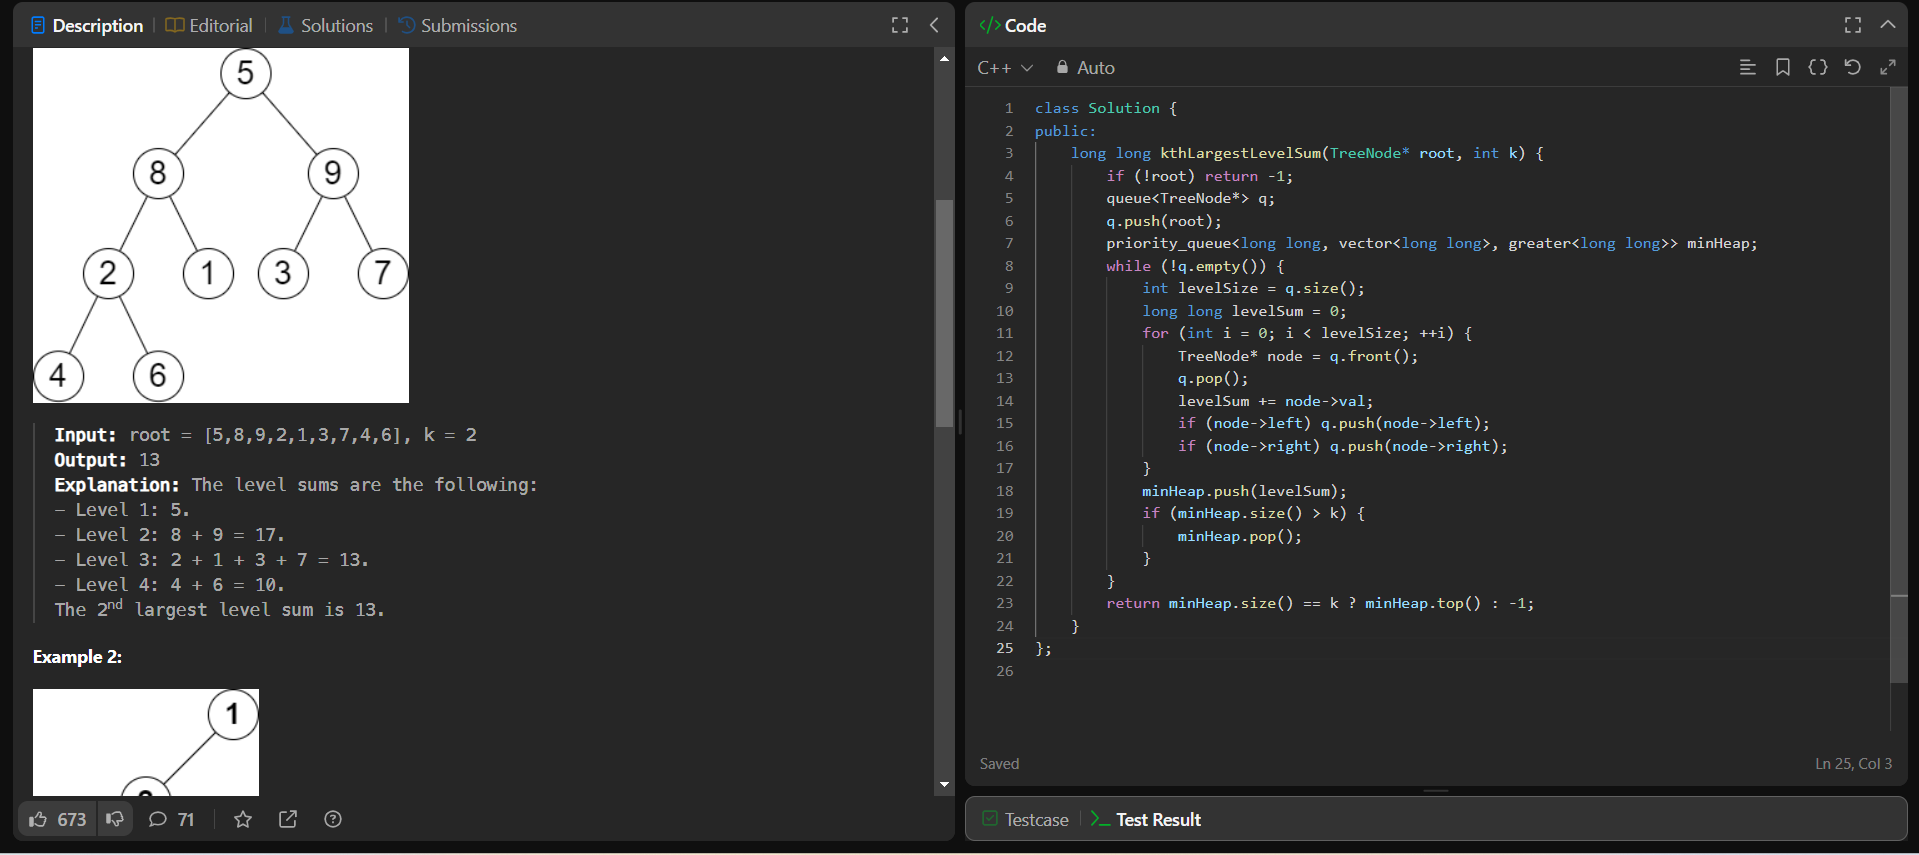 Description
Editorial
Solutions
Submissions
5
8 9
2 1 3 7
4 6
Input: root = [5,8,9,2,1,3,7,4,6], k = 2
Output: 13
Explanation: The level sums are the following:
- Level 1: 5.
- Level 2: 8 + 9 = 17.
- Level 3: 2 + 1 + 3 + 7 = 13.
- Level 4: 4 + 6 = 10.
The 2nd largest level sum is 13.
Example 2:
1
673
71
</> Code
C++
Auto
1 class Solution {
2 public:
3     long long kthLargestLevelSum(TreeNode* root, int k) {
4         if (!root) return -1;
5         queue<TreeNode*> q;
6         q.push(root);
7         priority_queue<long long, vector<long long>, greater<long long>> minHeap;
8         while (!q.empty()) {
9             int levelSize = q.size();
10             long long levelSum = 0;
11             for (int i = 0; i < levelSize; ++i) {
12                 TreeNode* node = q.front();
13                 q.pop();
14                 levelSum += node->val;
15                 if (node->left) q.push(node->left);
16                 if (node->right) q.push(node->right);
17             }
18             minHeap.push(levelSum);
19             if (minHeap.size() > k) {
20                 minHeap.pop();
21             }
22         }
23         return minHeap.size() == k ? minHeap.top() : -1;
24     }
25 };
26
Saved
Ln 25, Col 3
Testcase
Test Result